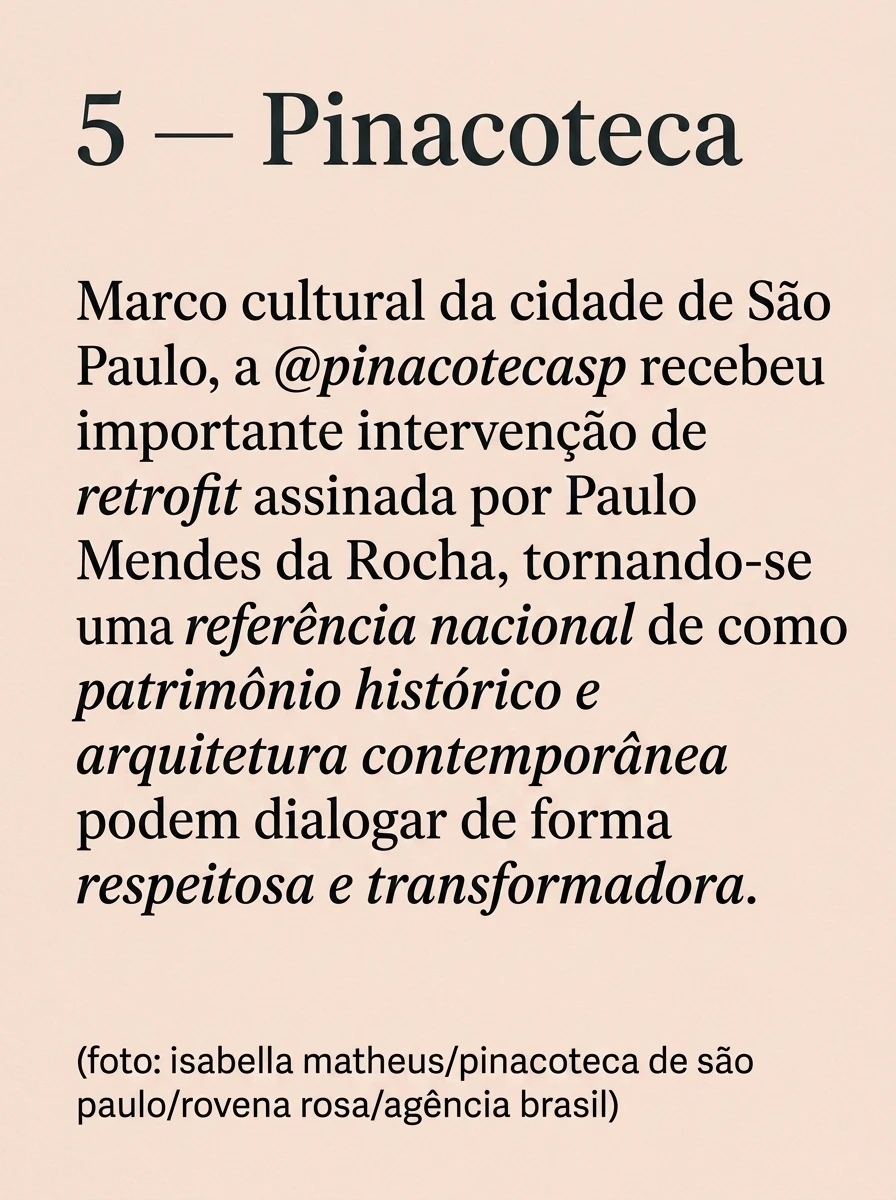 5 — Pinacoteca
Marco cultural da cidade de São
Paulo, a @pinacotecasp recebeu
importante intervenção de
retrofit assinada por Paulo
Mendes da Rocha, tornando-se
uma referência nacional de como
patrimônio histórico e
arquitetura contemporânea
podem dialogar de forma
respeitosa e transformadora.
(foto: isabella matheus/pinacoteca de são
paulo/rovena rosa/agência brasil)